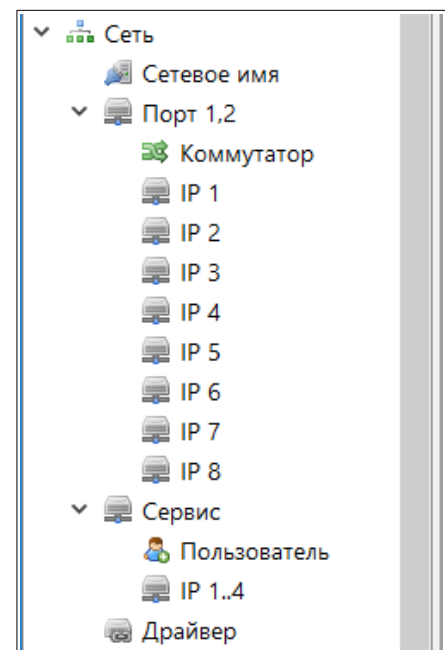 Сеть
Сетевое имя
Порт 1,2
Коммутатор
IP 1
IP 2
IP 3
IP 4
IP 5
IP 6
IP 7
IP 8
Сервис
Пользователь
IP 1..4
Драйвер